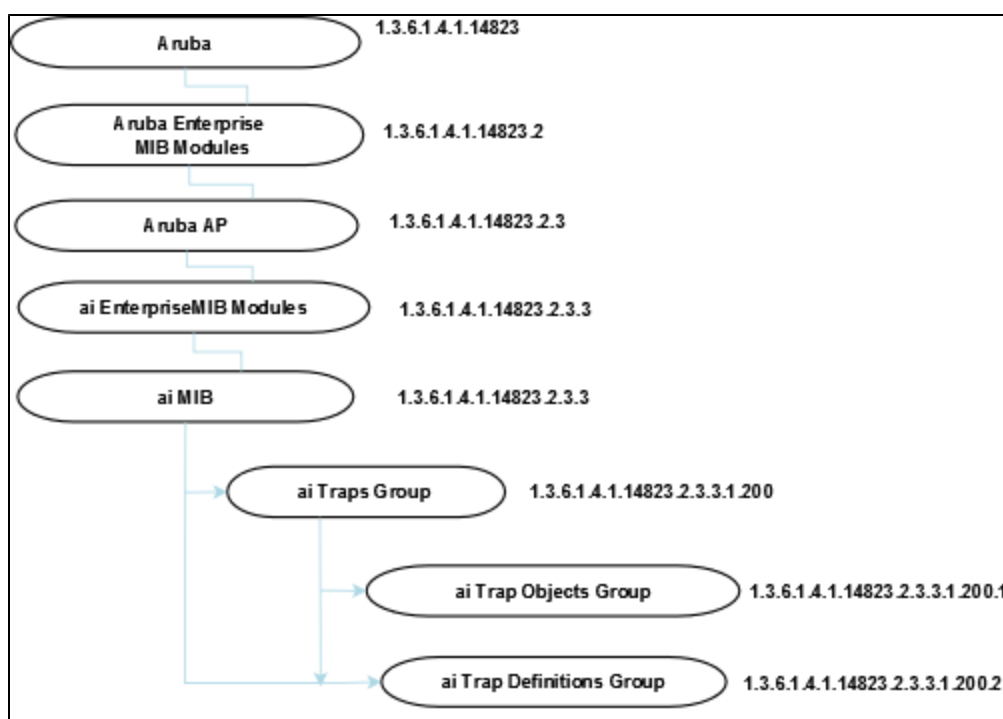 Aruba 1.3.6.1.4.1.14823
Aruba Enterprise
MIB Modules 1.3.6.1.4.1.14823.2
Aruba AP 1.3.6.1.4.1.14823.2.3
ai EnterpriseMIB Modules 1.3.6.1.4.1.14823.2.3.3
ai MIB 1.3.6.1.4.1.14823.2.3.3
ai Traps Group 1.3.6.1.4.1.14823.2.3.3.1.200
ai Trap Objects Group 1.3.6.1.4.1.14823.2.3.3.1.200.1
ai Trap Definitions Group 1.3.6.1.4.1.14823.2.3.3.1.200.2